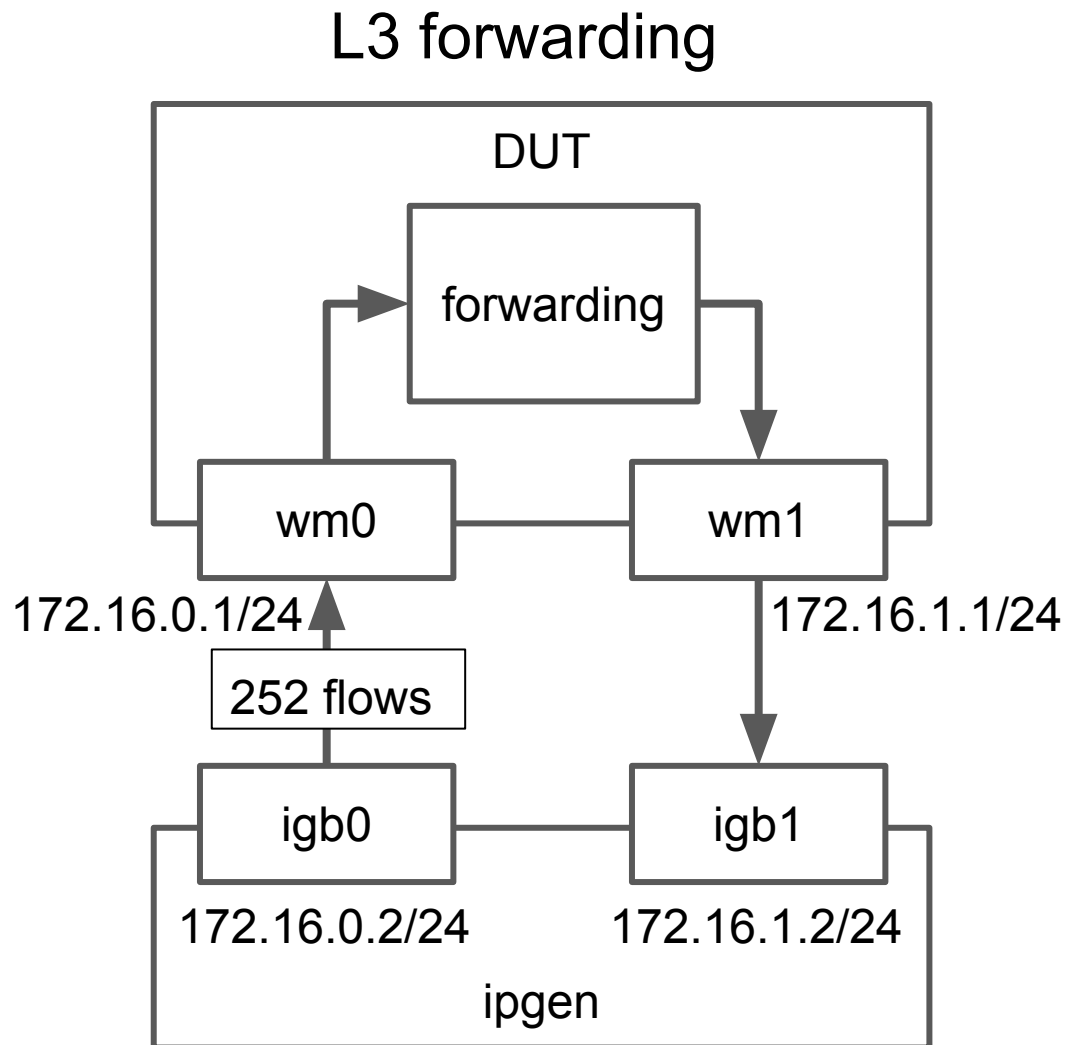 L3 forwarding
DUT
forwarding
wm0
wm1
172.16.0.1/24
172.16.1.1/24
252 flows
igb0
igb1
172.16.0.2/24
172.16.1.2/24
ipgen